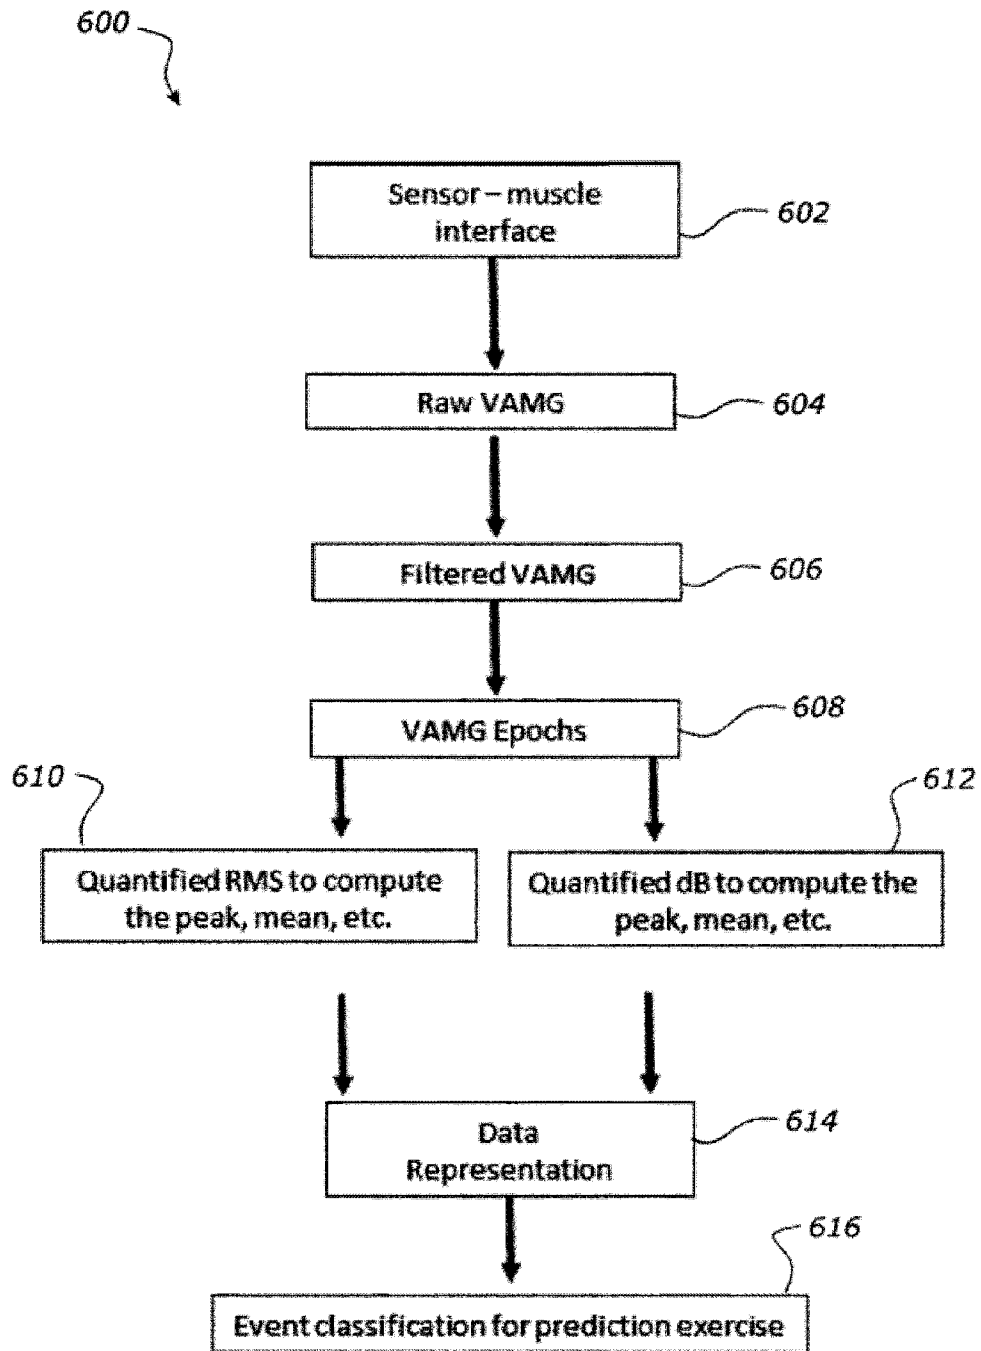 600
Sensor – muscle
interface
602
Raw VAMG
604
Filtered VAMG
606
VAMG Epochs
608
610
612
Quantified RMS to compute
the peak, mean, etc.
Quantified dB to compute the
peak, mean, etc.
Data
Representation
614
616
Event classification for prediction exercise